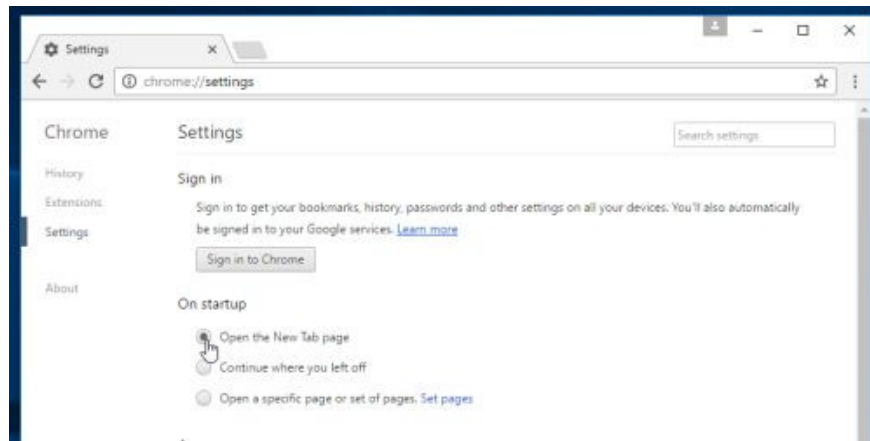 Settings
chrome://settings
Chrome
Settings
Search settings
History
Extensions
Settings
About
Sign in
Sign in to get your bookmarks, history, passwords and other settings on all your devices. You'll also automatically
be signed in to your Google services. Learn more
Sign in to Chrome
On startup
Open the New Tab page
Continue where you left off
Open a specific page or set of pages. Set pages